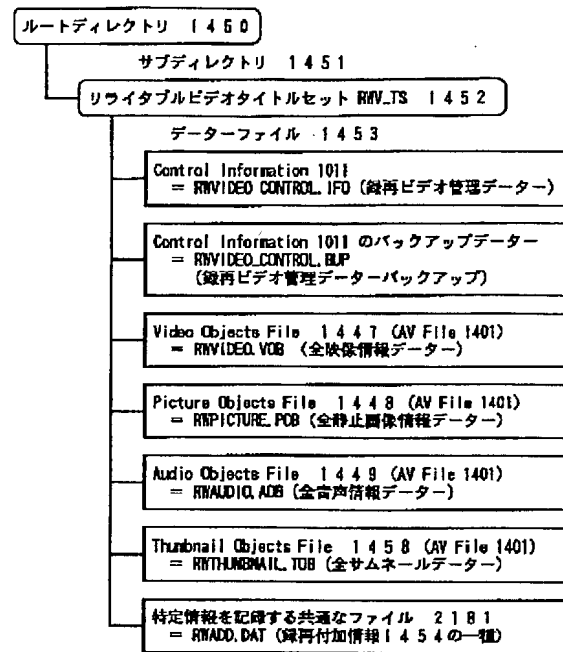 ルートディレクトリ 1450
サブディレクトリ 1451
リライタブルビデオタイトルセット RWV_TS 1452
データーファイル 1453
Control Information 1011
= RWVIDEO_CONTROL.IFO (録再ビデオ管理データー)
Control Information 1011 のバックアップデーター
= RWVIDEO_CONTROL.BUP
(録再ビデオ管理データーバックアップ)
Video Objects File 1447 (AV File 1401)
= RWVIDEO.VOB (全映像情報データー)
Picture Objects File 1448 (AV File 1401)
= RWPICTURE.POB (全静止画像情報データー)
Audio Objects File 1449 (AV File 1401)
= RWAUDIO.AOB (全音声情報データー)
Thumbnail Objects File 1458 (AV File 1401)
= RWTHUMBNAIL.TOB (全サムネールデーター)
特定情報を記録する共通なファイル 2181
= RWADD.DAT (録再付加情報1454の一種)